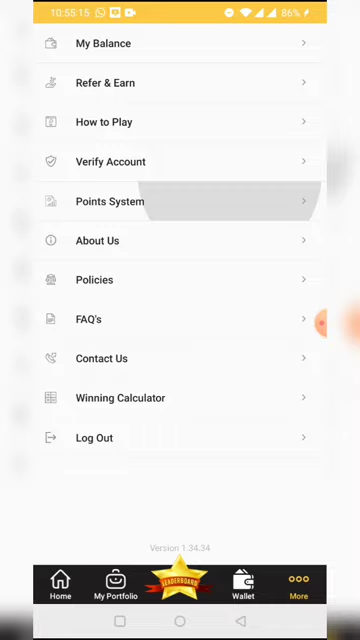 10:55:15
86%
My Balance
Refer & Earn
How to Play
Verify Account
Points System
About Us
Policies
FAQ's
Contact Us
Winning Calculator
Log Out
Version 1.34.34
LEADERBOARD
Home
My Portfolio
Wallet
More